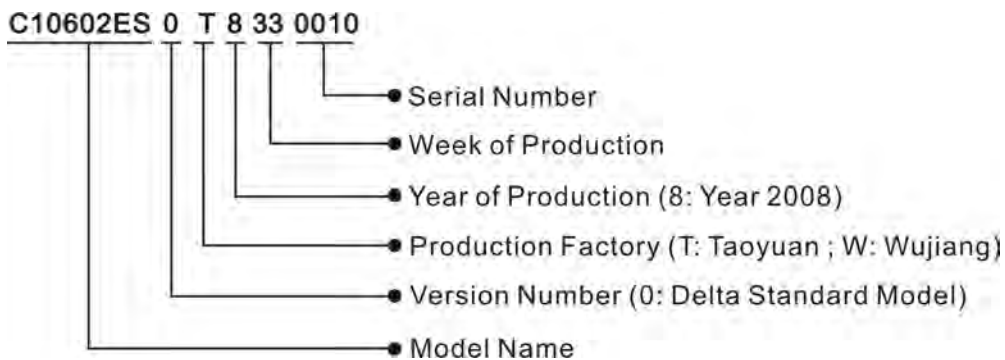 C10602ES 0 T 8 33 0010
Serial Number
Week of Production
Year of Production (8: Year 2008)
Production Factory (T: Taoyuan ; W: Wujiang)
Version Number (0: Delta Standard Model)
Model Name